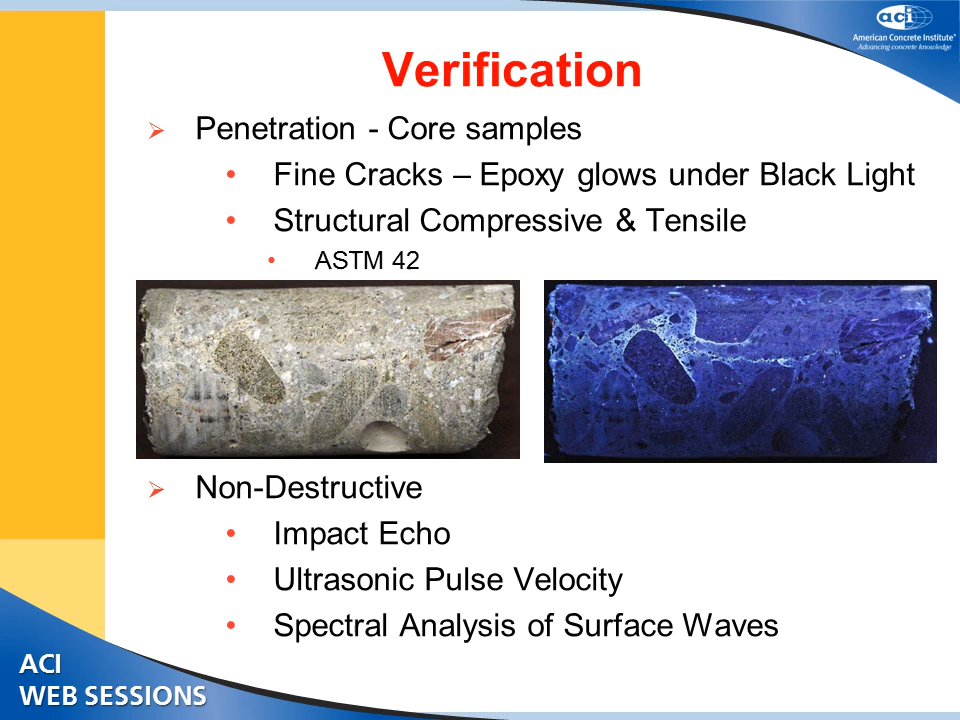 aci
American Concrete Institute®
Advancing concrete knowledge
Verification
Penetration - Core samples
Fine Cracks – Epoxy glows under Black Light
Structural Compressive & Tensile
ASTM 42
Non-Destructive
Impact Echo
Ultrasonic Pulse Velocity
Spectral Analysis of Surface Waves
ACI
WEB SESSIONS